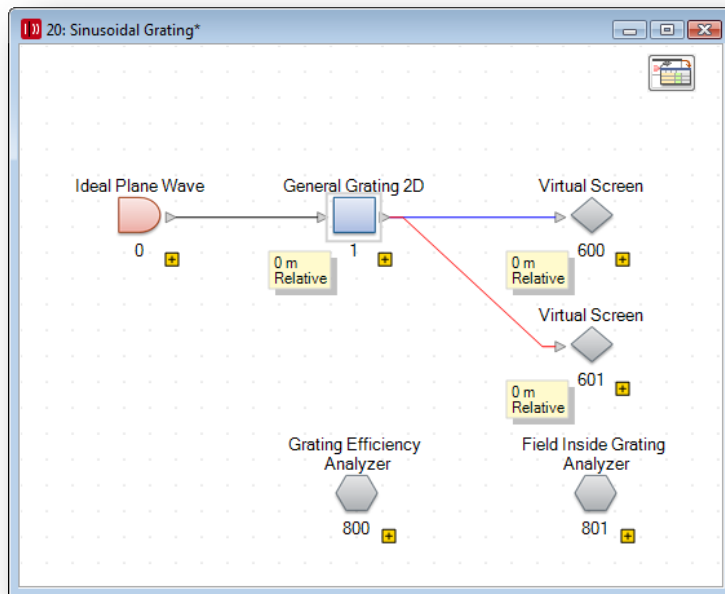 20: Sinusoidal Grating*
Ideal Plane Wave
General Grating 2D
Virtual Screen
0
1
600
0 m
Relative
0 m
Relative
Virtual Screen
601
0 m
Relative
Grating Efficiency
Analyzer
Field Inside Grating
Analyzer
800
801